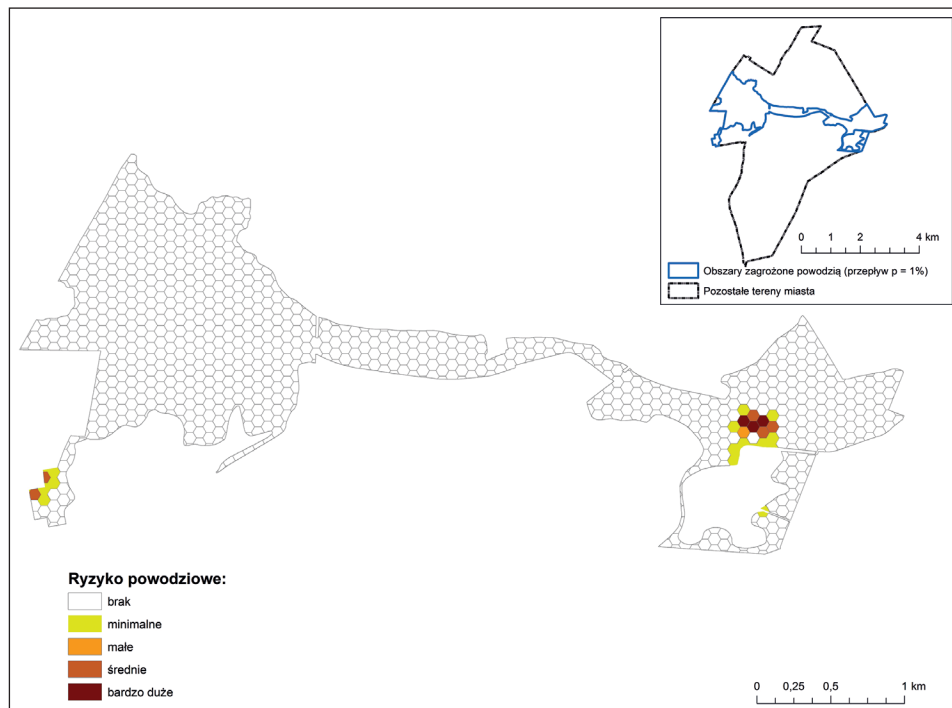 0 2 4 km
Obszary zagrożone powodzią (przepływ p = 1%)
Pozostałe tereny miasta
Ryzyko powodziowe:
brak
minimalne
małe
średnie
bardzo duże
0 0,25 0,5 1 km